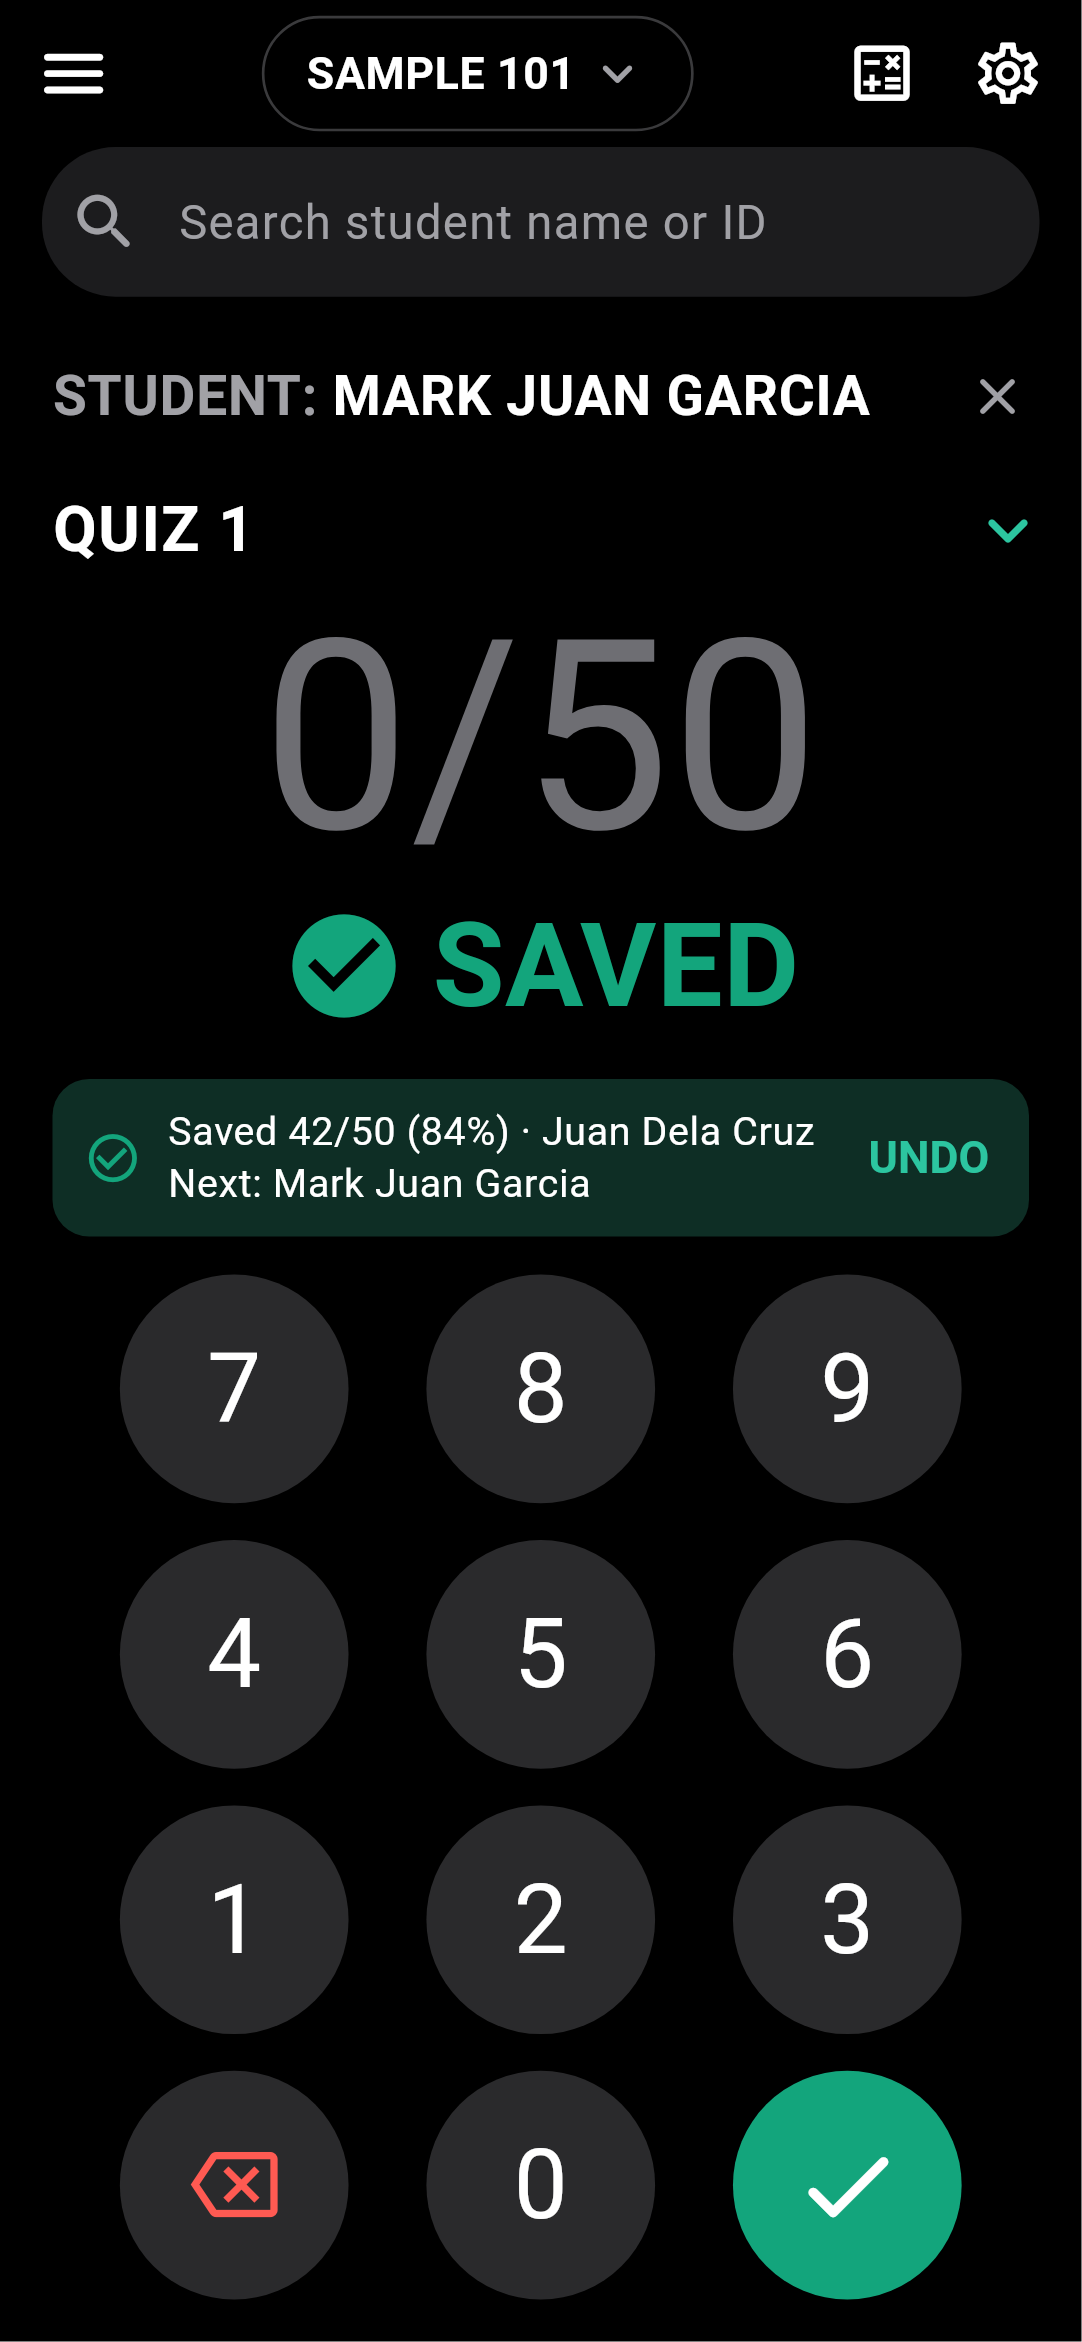 SAMPLE 101
Search student name or ID
STUDENT: MARK JUAN GARCIA
QUIZ 1
0/50
SAVED
Saved 42/50 (84%) · Juan Dela Cruz
Next: Mark Juan Garcia
UNDO
7 8 9
4 5 6
1 2 3
0